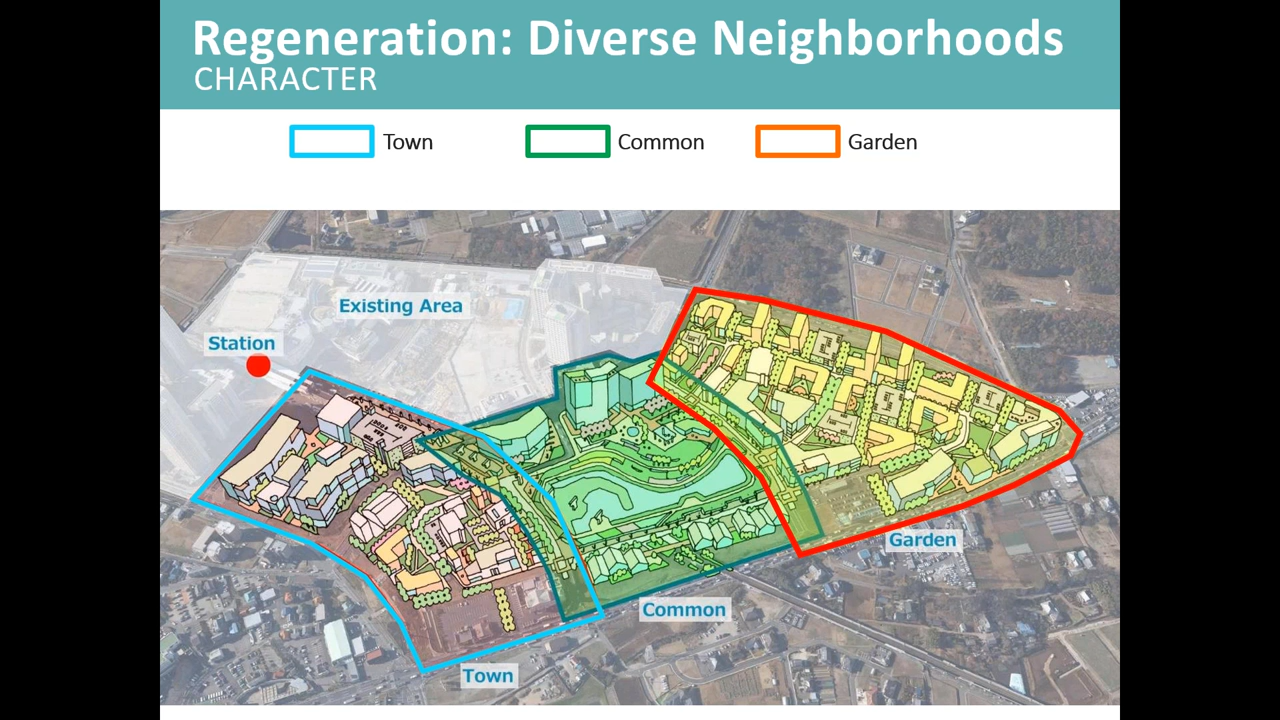 Regeneration: Diverse Neighborhoods
CHARACTER
Town
Common
Garden
Existing Area
Station
Garden
Common
Town